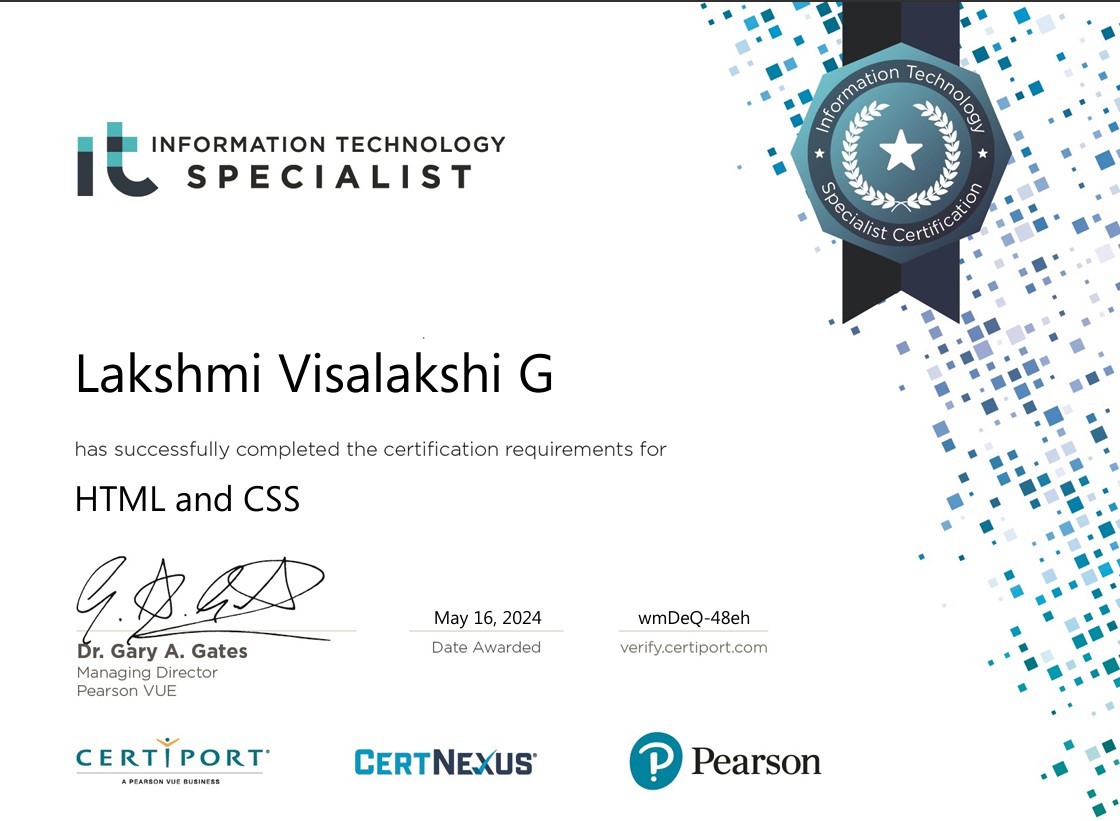 it INFORMATION TECHNOLOGY
SPECIALIST
Information Technology
Specialist Certification
Lakshmi Visalakshi G
has successfully completed the certification requirements for
HTML and CSS
G. A. Gates
Dr. Gary A. Gates
Managing Director
Pearson VUE
May 16, 2024
Date Awarded
wmDeQ-48eh
verify.certiport.com
CERTIPORT®
A PEARSON VUE BUSINESS
CERTNEXUS®
P Pearson